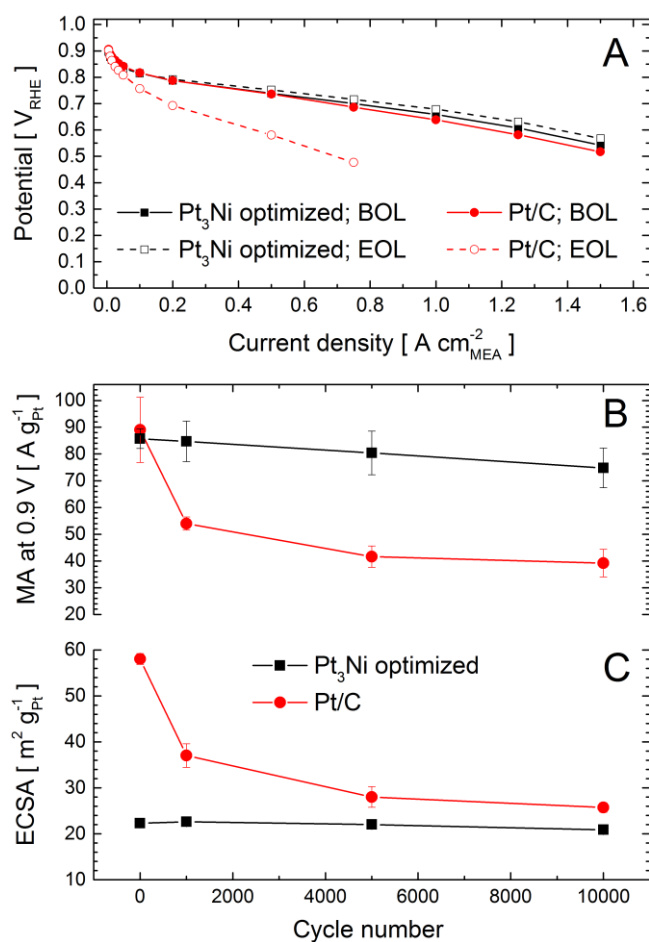 A
1.0
0.9
0.8
0.7
0.6
0.5
0.4
0.3
0.2
0.1
0.0
Potential [ V_RHE ]
Pt₃Ni optimized; BOL
Pt/C; BOL
Pt₃Ni optimized; EOL
Pt/C; EOL
0.0 0.2 0.4 0.6 0.8 1.0 1.2 1.4 1.6
Current density [ A cm⁻²_MEA ]
B
100
90
80
70
60
50
40
30
20
MA at 0.9 V [ A g⁻¹_Pt ]
C
60
50
40
30
20
10
ECSA [ m² g⁻¹_Pt ]
Pt₃Ni optimized
Pt/C
0 2000 4000 6000 8000 10000
Cycle number